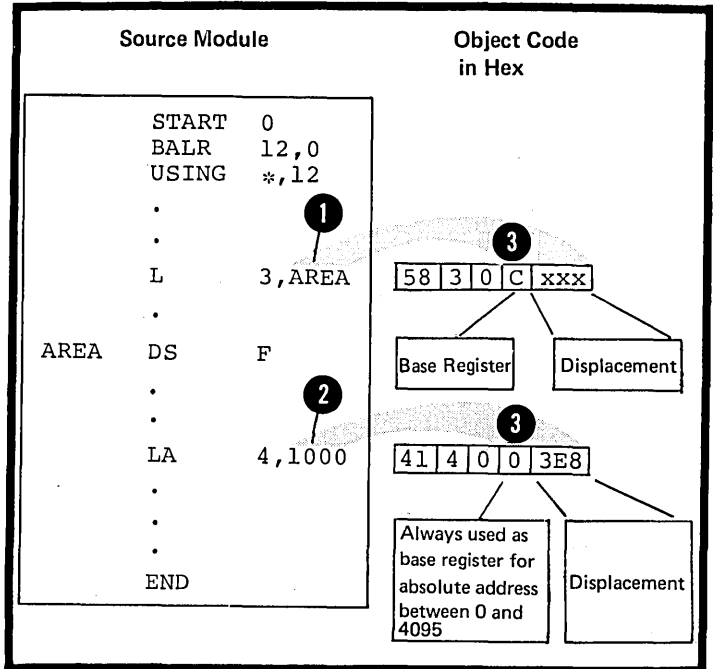 Source Module
Object Code
in Hex
START 0
BALR 12,0
USING *,12
.
1
.
3
L 3,AREA
58 3 0 C xxx
.
AREA DS F
Base Register
Displacement
.
2
.
3
LA 4,1000
41 4 0 0 3E8
.
.
.
END
Always used as
base register for
absolute address
between 0 and
4095
Displacement